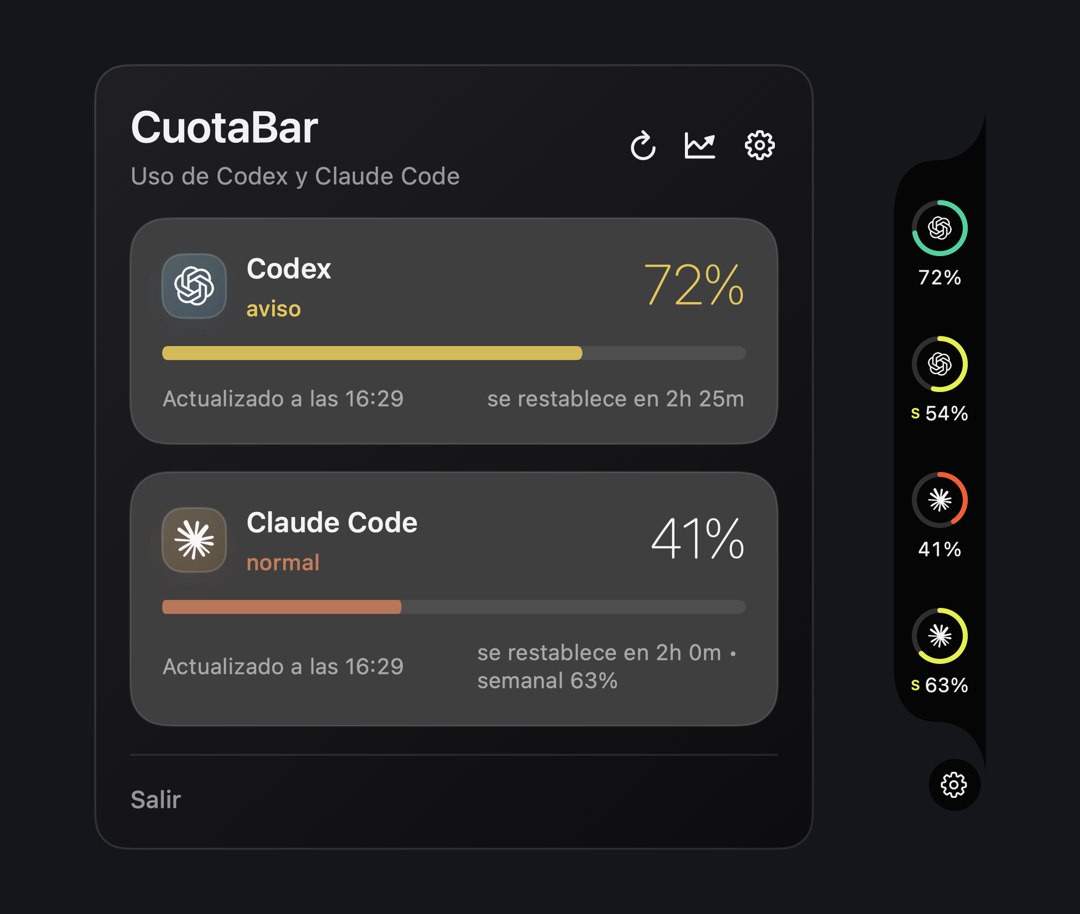 CuotaBar
Uso de Codex y Claude Code
Codex
aviso
72%
Actualizado a las 16:29
se restablece en 2h 25m
Claude Code
normal
41%
Actualizado a las 16:29
se restablece en 2h 0m •
semanal 63%
Salir
72%
S 54%
41%
S 63%